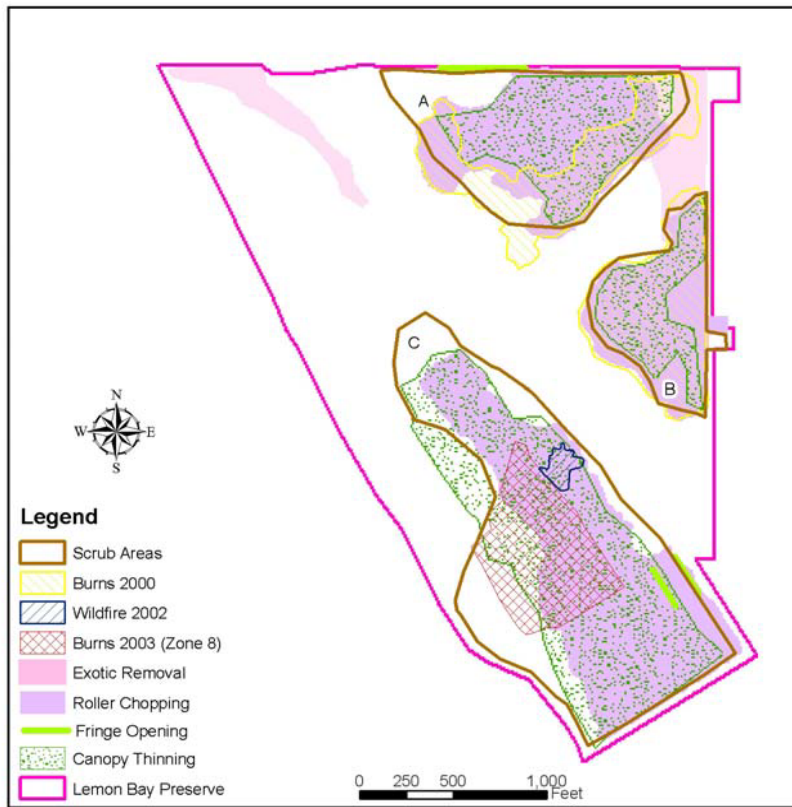 A
B
C
N
W E
S
Legend
Scrub Areas
Burns 2000
Wildfire 2002
Burns 2003 (Zone 8)
Exotic Removal
Roller Chopping
Fringe Opening
Canopy Thinning
Lemon Bay Preserve
0 250 500 1,000
Feet